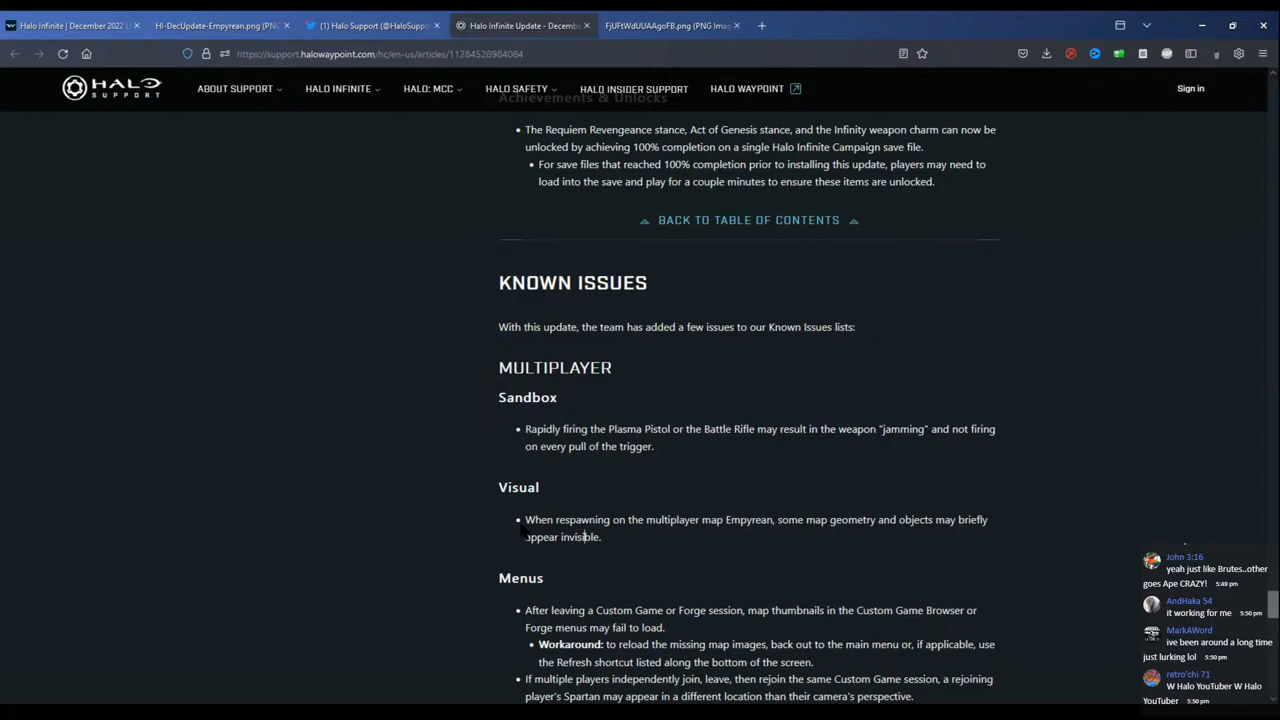 Halo Infinite | December 2022 U
HI-DecUpdate-Empyrean.png (PNG
(1) Halo Support (@HaloSuppo
Halo Infinite Update - Decembe
FjUFtWdUUAAgoFB.png (PNG Imag
https://support.halowaypoint.com/hc/en-us/articles/11284528984084
HALO
SUPPORT
ABOUT SUPPORT
HALO INFINITE
HALO: MCC
HALO SAFETY
HALO INSIDER SUPPORT
HALO WAYPOINT
Sign in
Achievements & Unlocks
• The Requiem Revengeance stance, Act of Genesis stance, and the Infinity weapon charm can now be
unlocked by achieving 100% completion on a single Halo Infinite Campaign save file.
• For save files that reached 100% completion prior to installing this update, players may need to
load into the save and play for a couple minutes to ensure these items are unlocked.
BACK TO TABLE OF CONTENTS
KNOWN ISSUES
With this update, the team has added a few issues to our Known Issues lists:
MULTIPLAYER
Sandbox
• Rapidly firing the Plasma Pistol or the Battle Rifle may result in the weapon "jamming" and not firing
on every pull of the trigger.
Visual
• When respawning on the multiplayer map Empyrean, some map geometry and objects may briefly
appear invisible.
Menus
• After leaving a Custom Game or Forge session, map thumbnails in the Custom Game Browser or
Forge menus may fail to load.
• Workaround: to reload the missing map images, back out to the main menu or, if applicable, use
the Refresh shortcut listed along the bottom of the screen.
• If multiple players independently join, leave, then rejoin the same Custom Game session, a rejoining
player's Spartan may appear in a different location than their camera's perspective.
John 3:16
yeah just like Brutes..other
goes Ape CRAZY! 5:49 pm
AndHaka 54
it working for me 5:50 pm
MarkAWord
ive been around a long time
just lurking lol 5:50 pm
retro'chi 71
W Halo YouTuber W Halo
YouTuber 5:50 pm